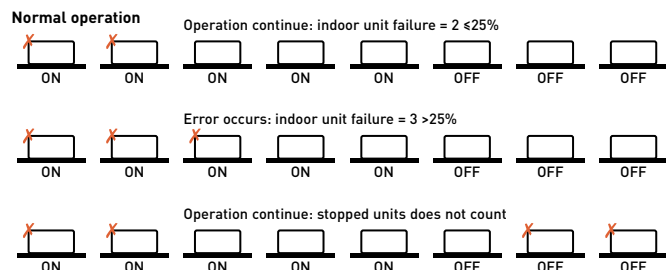 Normal operation
Operation continue: indoor unit failure = 2 ≤25%
ON ON ON ON ON OFF OFF OFF
Error occurs: indoor unit failure = 3 >25%
ON ON ON ON ON OFF OFF OFF
Operation continue: stopped units does not count
ON ON ON ON ON OFF OFF OFF